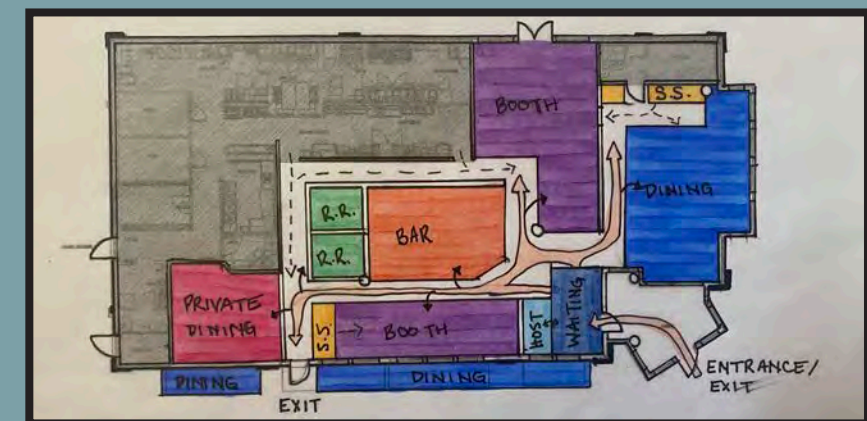 BOOTH
S.S.
DINING
R.R.
BAR
R.R.
PRIVATE
DINING
S.S.
BOOTH
HOST
WAITING
DINING
DINING
EXIT
ENTRANCE/
EXIT